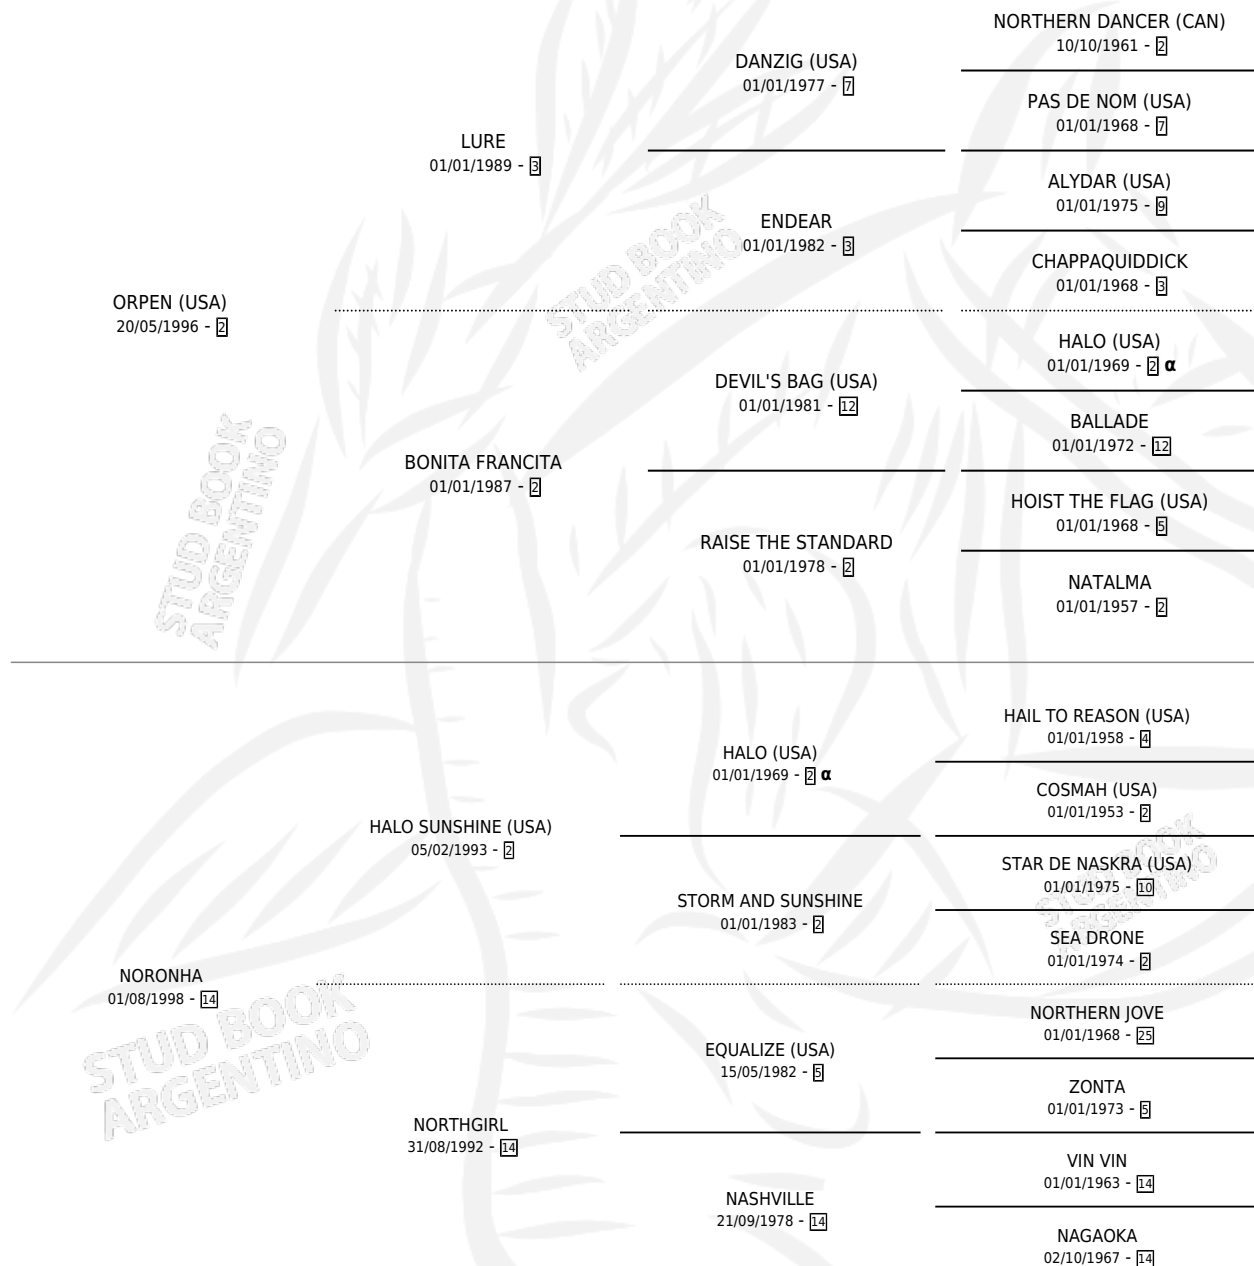 NORTHERN DANCER (CAN)
10/10/1961 - 2
DANZIG (USA)
01/01/1977 - 7
PAS DE NOM (USA)
01/01/1968 - 7
LURE
01/01/1989 - 3
ALYDAR (USA)
01/01/1975 - 9
ENDEAR
01/01/1982 - 3
CHAPPAQUIDDICK
01/01/1968 - 3
ORPEN (USA)
20/05/1996 - 2
HALO (USA)
01/01/1969 - 2 α
DEVIL'S BAG (USA)
01/01/1981 - 12
BALLADE
01/01/1972 - 12
BONITA FRANCITA
01/01/1987 - 2
HOIST THE FLAG (USA)
01/01/1968 - 5
RAISE THE STANDARD
01/01/1978 - 2
NATALMA
01/01/1957 - 2
HAIL TO REASON (USA)
01/01/1958 - 4
HALO (USA)
01/01/1969 - 2 α
COSMAH (USA)
01/01/1953 - 2
HALO SUNSHINE (USA)
05/02/1993 - 2
STAR DE NASKRA (USA)
01/01/1975 - 10
STORM AND SUNSHINE
01/01/1983 - 2
SEA DRONE
01/01/1974 - 2
NORONHA
01/08/1998 - 14
NORTHERN JOVE
01/01/1968 - 25
EQUALIZE (USA)
15/05/1982 - 5
ZONTA
01/01/1973 - 5
NORTHGIRL
31/08/1992 - 14
VIN VIN
01/01/1963 - 14
NASHVILLE
21/09/1978 - 14
NAGAOKA
02/10/1967 - 14
STUD BOOK
ARGENTINO
STUD BOOK
ARGENTINO
STUD BOOK
ARGENTINO
STUD BOOK
ARGENTINO